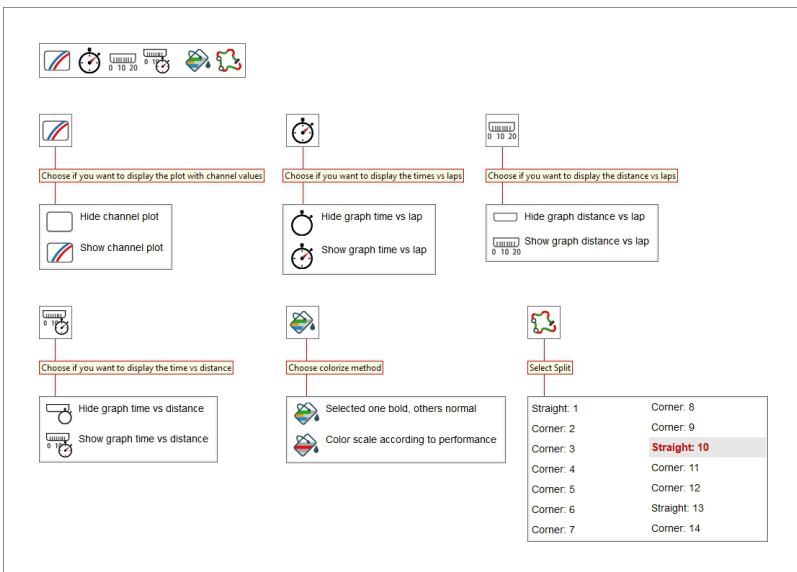 0 10 20
0 10
0 10 20
Choose if you want to display the plot with channel values
Choose if you want to display the times vs laps
Choose if you want to display the distance vs laps
Hide channel plot
Show channel plot
Hide graph time vs lap
Show graph time vs lap
Hide graph distance vs lap
Show graph distance vs lap
0 10 20
0 10
Choose if you want to display the time vs distance
Choose colorize method
Select Split
Hide graph time vs distance
Show graph time vs distance
0 10
Selected one bold, others normal
Color scale according to performance
Straight: 1
Corner: 2
Corner: 3
Corner: 4
Corner: 5
Corner: 6
Corner: 7
Corner: 8
Corner: 9
Straight: 10
Corner: 11
Corner: 12
Straight: 13
Corner: 14